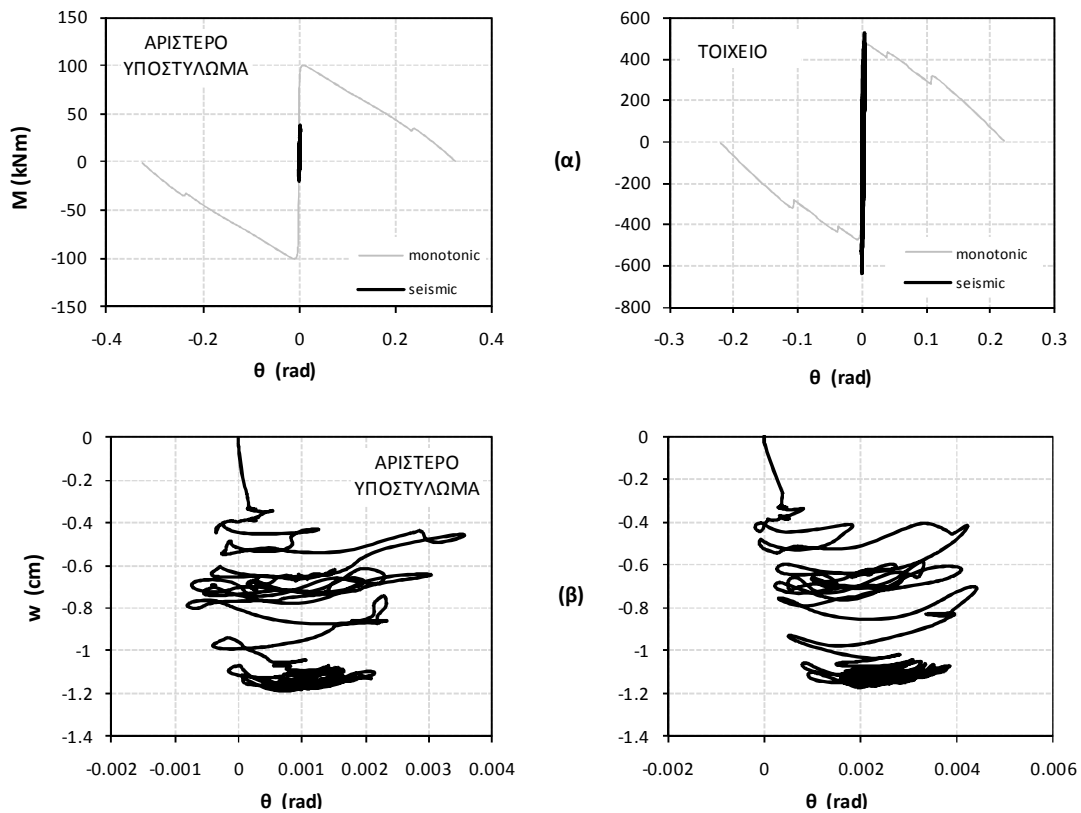 150
100
50
0
-50
-100
-150
ΑΡΙΣΤΕΡΟ
ΥΠΟΣΤΥΛΩΜΑ
M (kNm)
monotonic
seismic
-0.4 -0.2 0 0.2 0.4
θ (rad)
(α)
600
400
200
0
-200
-400
-600
-800
ΤΟΙΧΕΙΟ
monotonic
seismic
-0.3 -0.2 -0.1 0 0.1 0.2 0.3
θ (rad)
0
-0.2
-0.4
-0.6
-0.8
-1
-1.2
-1.4
ΑΡΙΣΤΕΡΟ
ΥΠΟΣΤΥΛΩΜΑ
w (cm)
-0.002 -0.001 0 0.001 0.002 0.003 0.004
θ (rad)
(β)
0
-0.2
-0.4
-0.6
-0.8
-1
-1.2
-1.4
-0.002 0 0.002 0.004 0.006
θ (rad)